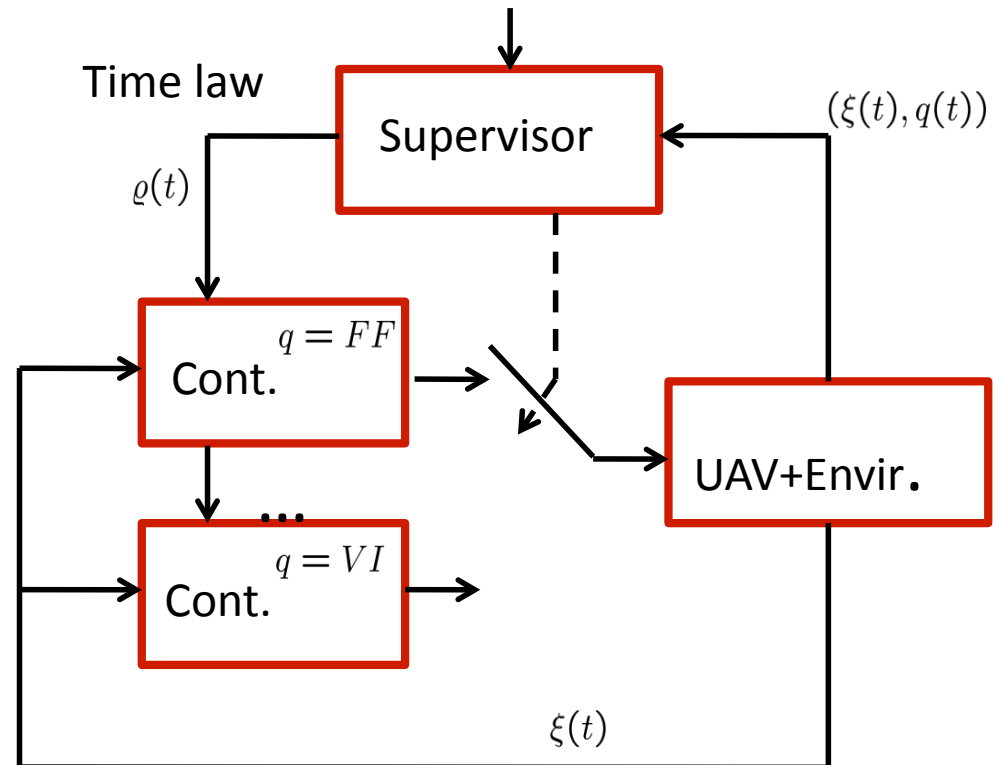 Time law
Supervisor
(ξ(t), q(t))
ϱ(t)
q = FF
Cont.
UAV+Envir.
...
q = VI
Cont.
ξ(t)